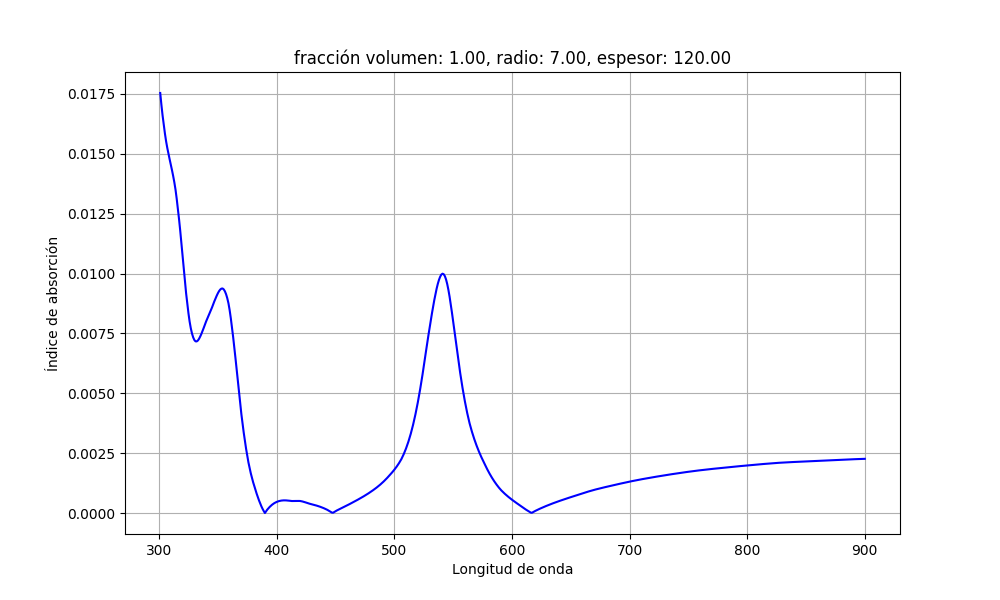 fracción volumen: 1.00, radio: 7.00, espesor: 120.00
0.0175
0.0150
0.0125
0.0100
0.0075
0.0050
0.0025
0.0000
Índice de absorción
300 400 500 600 700 800 900
Longitud de onda